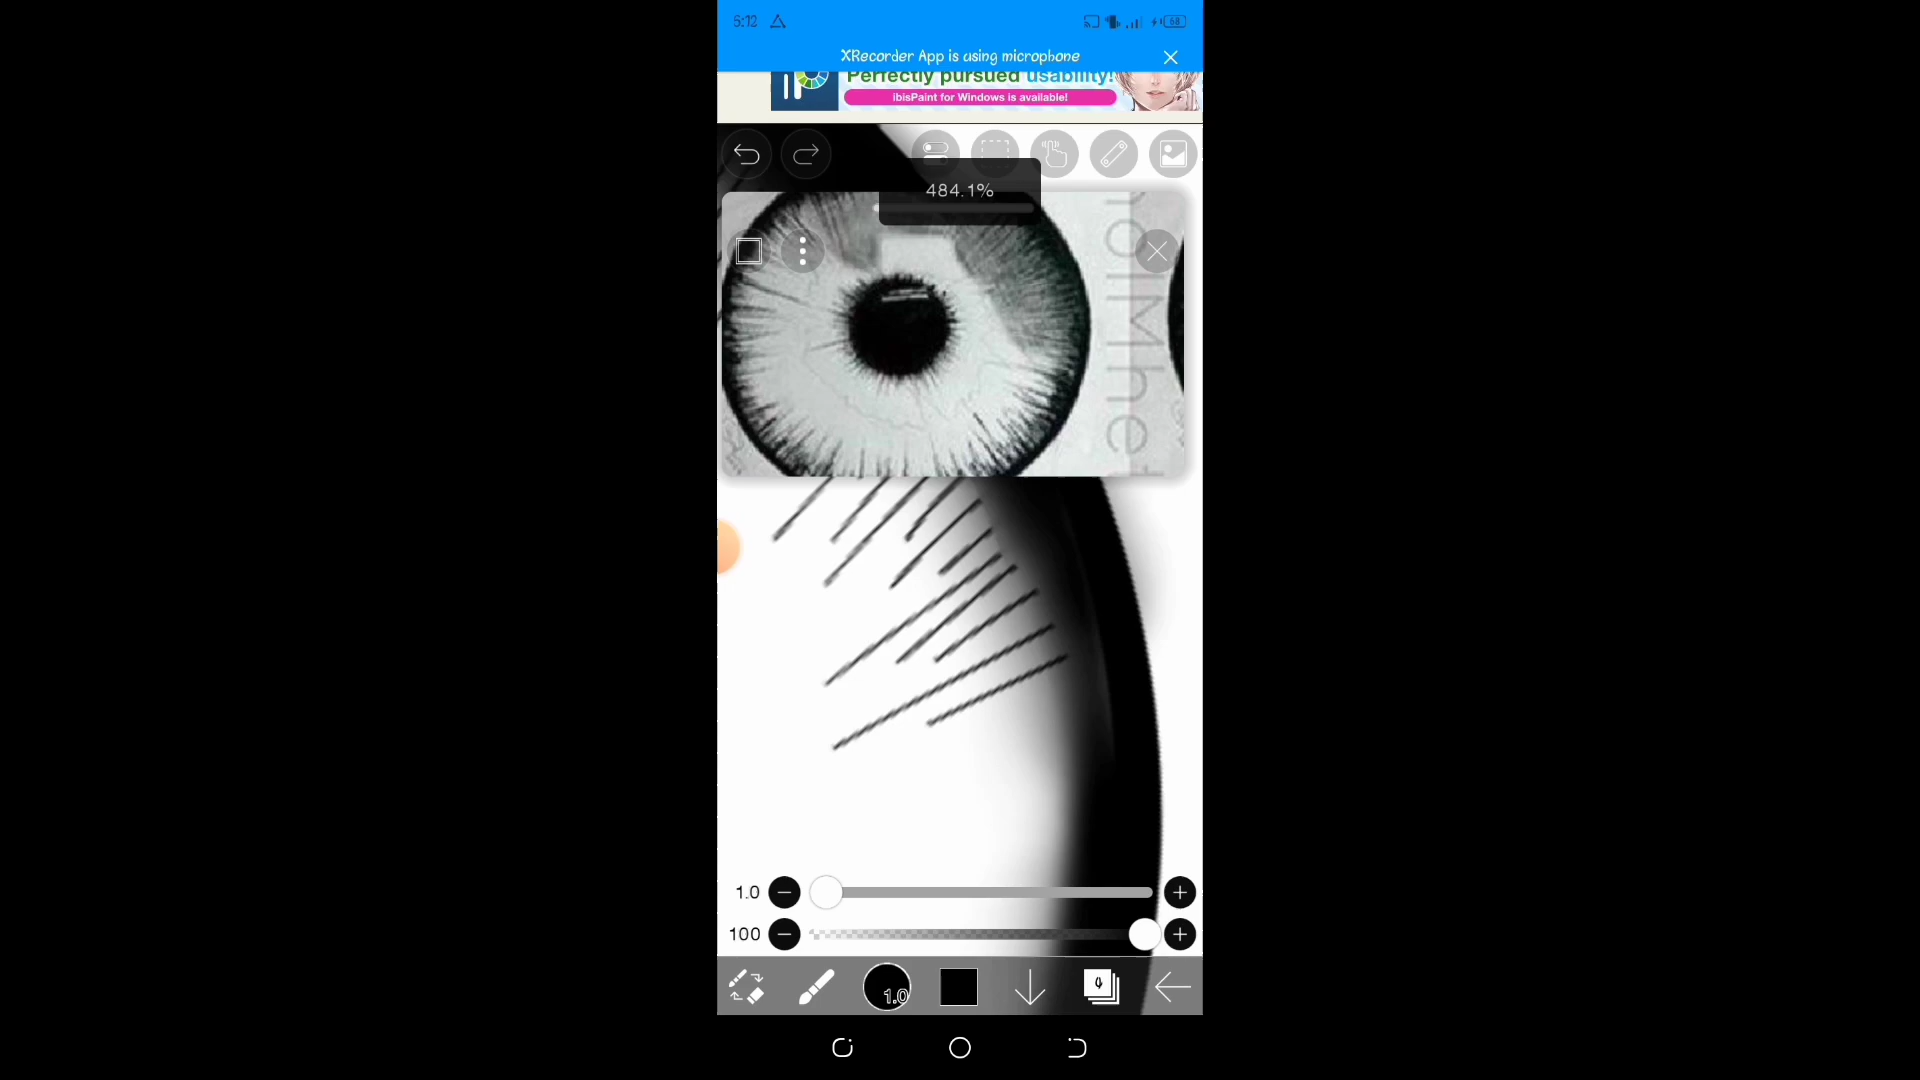 5:12
68
XRecorder App is using microphone
Perfectly pursued usability!
ibisPaint for Windows is available!
484.1%
1.0
100
1.0